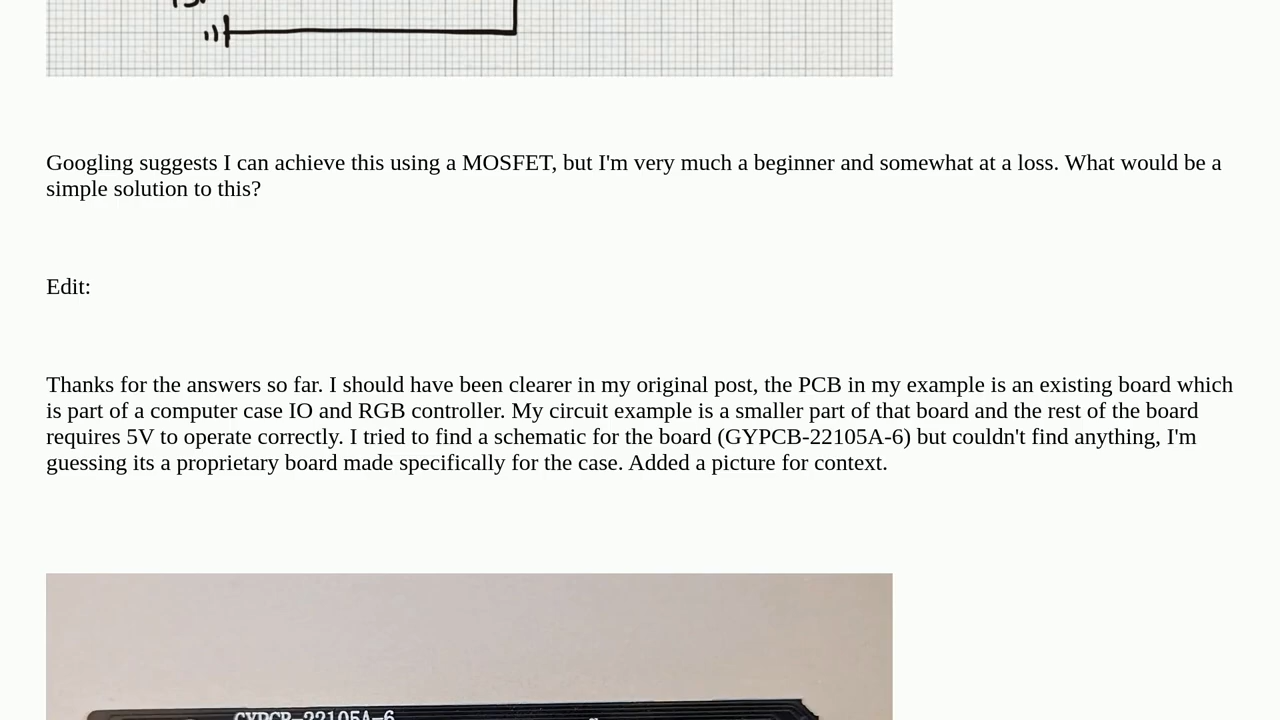 Googling suggests I can achieve this using a MOSFET, but I'm very much a beginner and somewhat at a loss. What would be a
simple solution to this?
Edit:
Thanks for the answers so far. I should have been clearer in my original post, the PCB in my example is an existing board which
is part of a computer case IO and RGB controller. My circuit example is a smaller part of that board and the rest of the board
requires 5V to operate correctly. I tried to find a schematic for the board (GYPCB-22105A-6) but couldn't find anything, I'm
guessing its a proprietary board made specifically for the case. Added a picture for context.
GYPCB-22105A-6